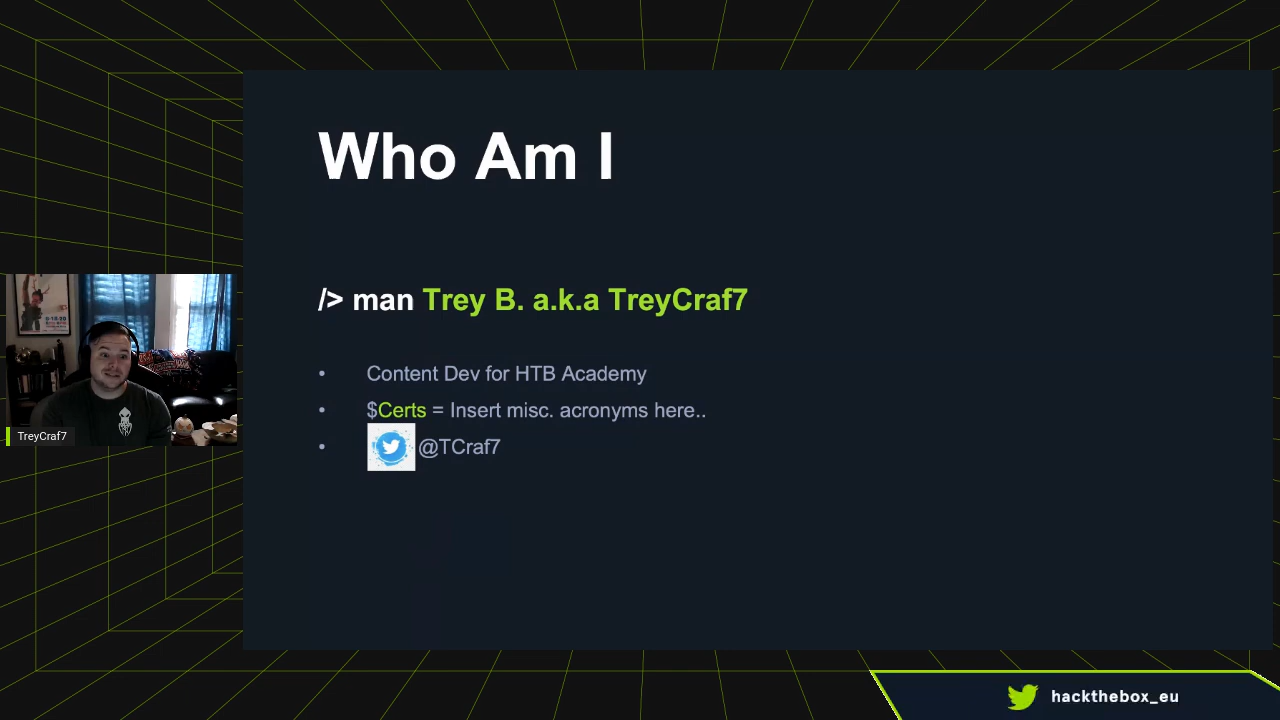 Who Am I
/> man Trey B. a.k.a TreyCraf7
• Content Dev for HTB Academy
• $Certs = Insert misc. acronyms here..
• @TCraf7
TreyCraf7
hackthebox_eu